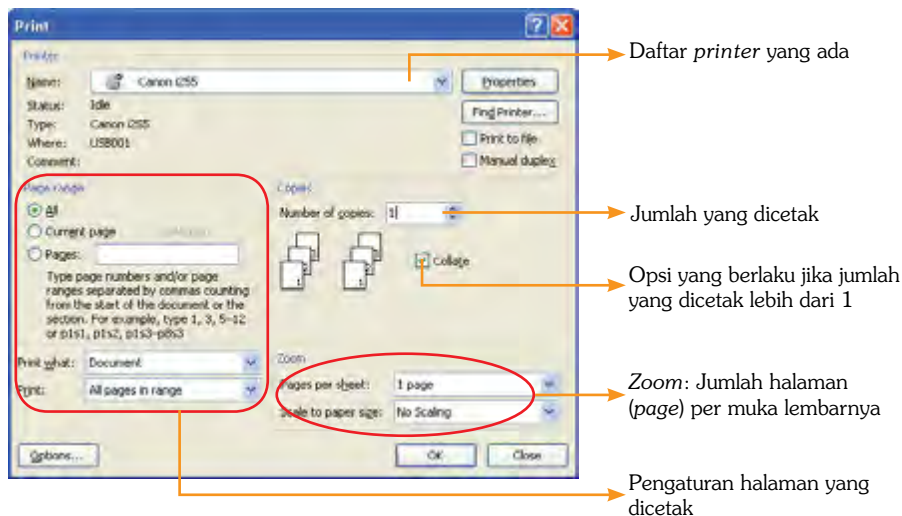 Print
Printer
Name:
Canon i255
Properties
Status:
Idle
Find Printer...
Type:
Canon i255
Where:
USB001
Print to file
Comment:
Manual duplex
Page range
All
Current page
Pages:
Type page numbers and/or page
ranges separated by commas counting
from the start of the document or the
section. For example, type 1, 3, 5–12
or p1s1, p1s2, p1s3–p8s3
Copies
Number of copies:
1
Collate
Print what:
Document
Print:
All pages in range
Zoom
Pages per sheet:
1 page
Scale to paper size:
No Scaling
Options...
OK
Close
Daftar printer yang ada
Jumlah yang dicetak
Opsi yang berlaku jika jumlah
yang dicetak lebih dari 1
Zoom: Jumlah halaman
(page) per muka lembarnya
Pengaturan halaman yang
dicetak